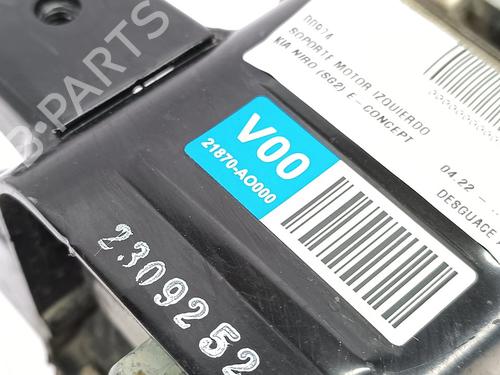 B-PARTS
SOPORTE MOTOR IZQUIERDO
KIA NIRO (SG2) E-CONCEPT
04.22 -
DESGUACE
V00
21870-AO000
2309252